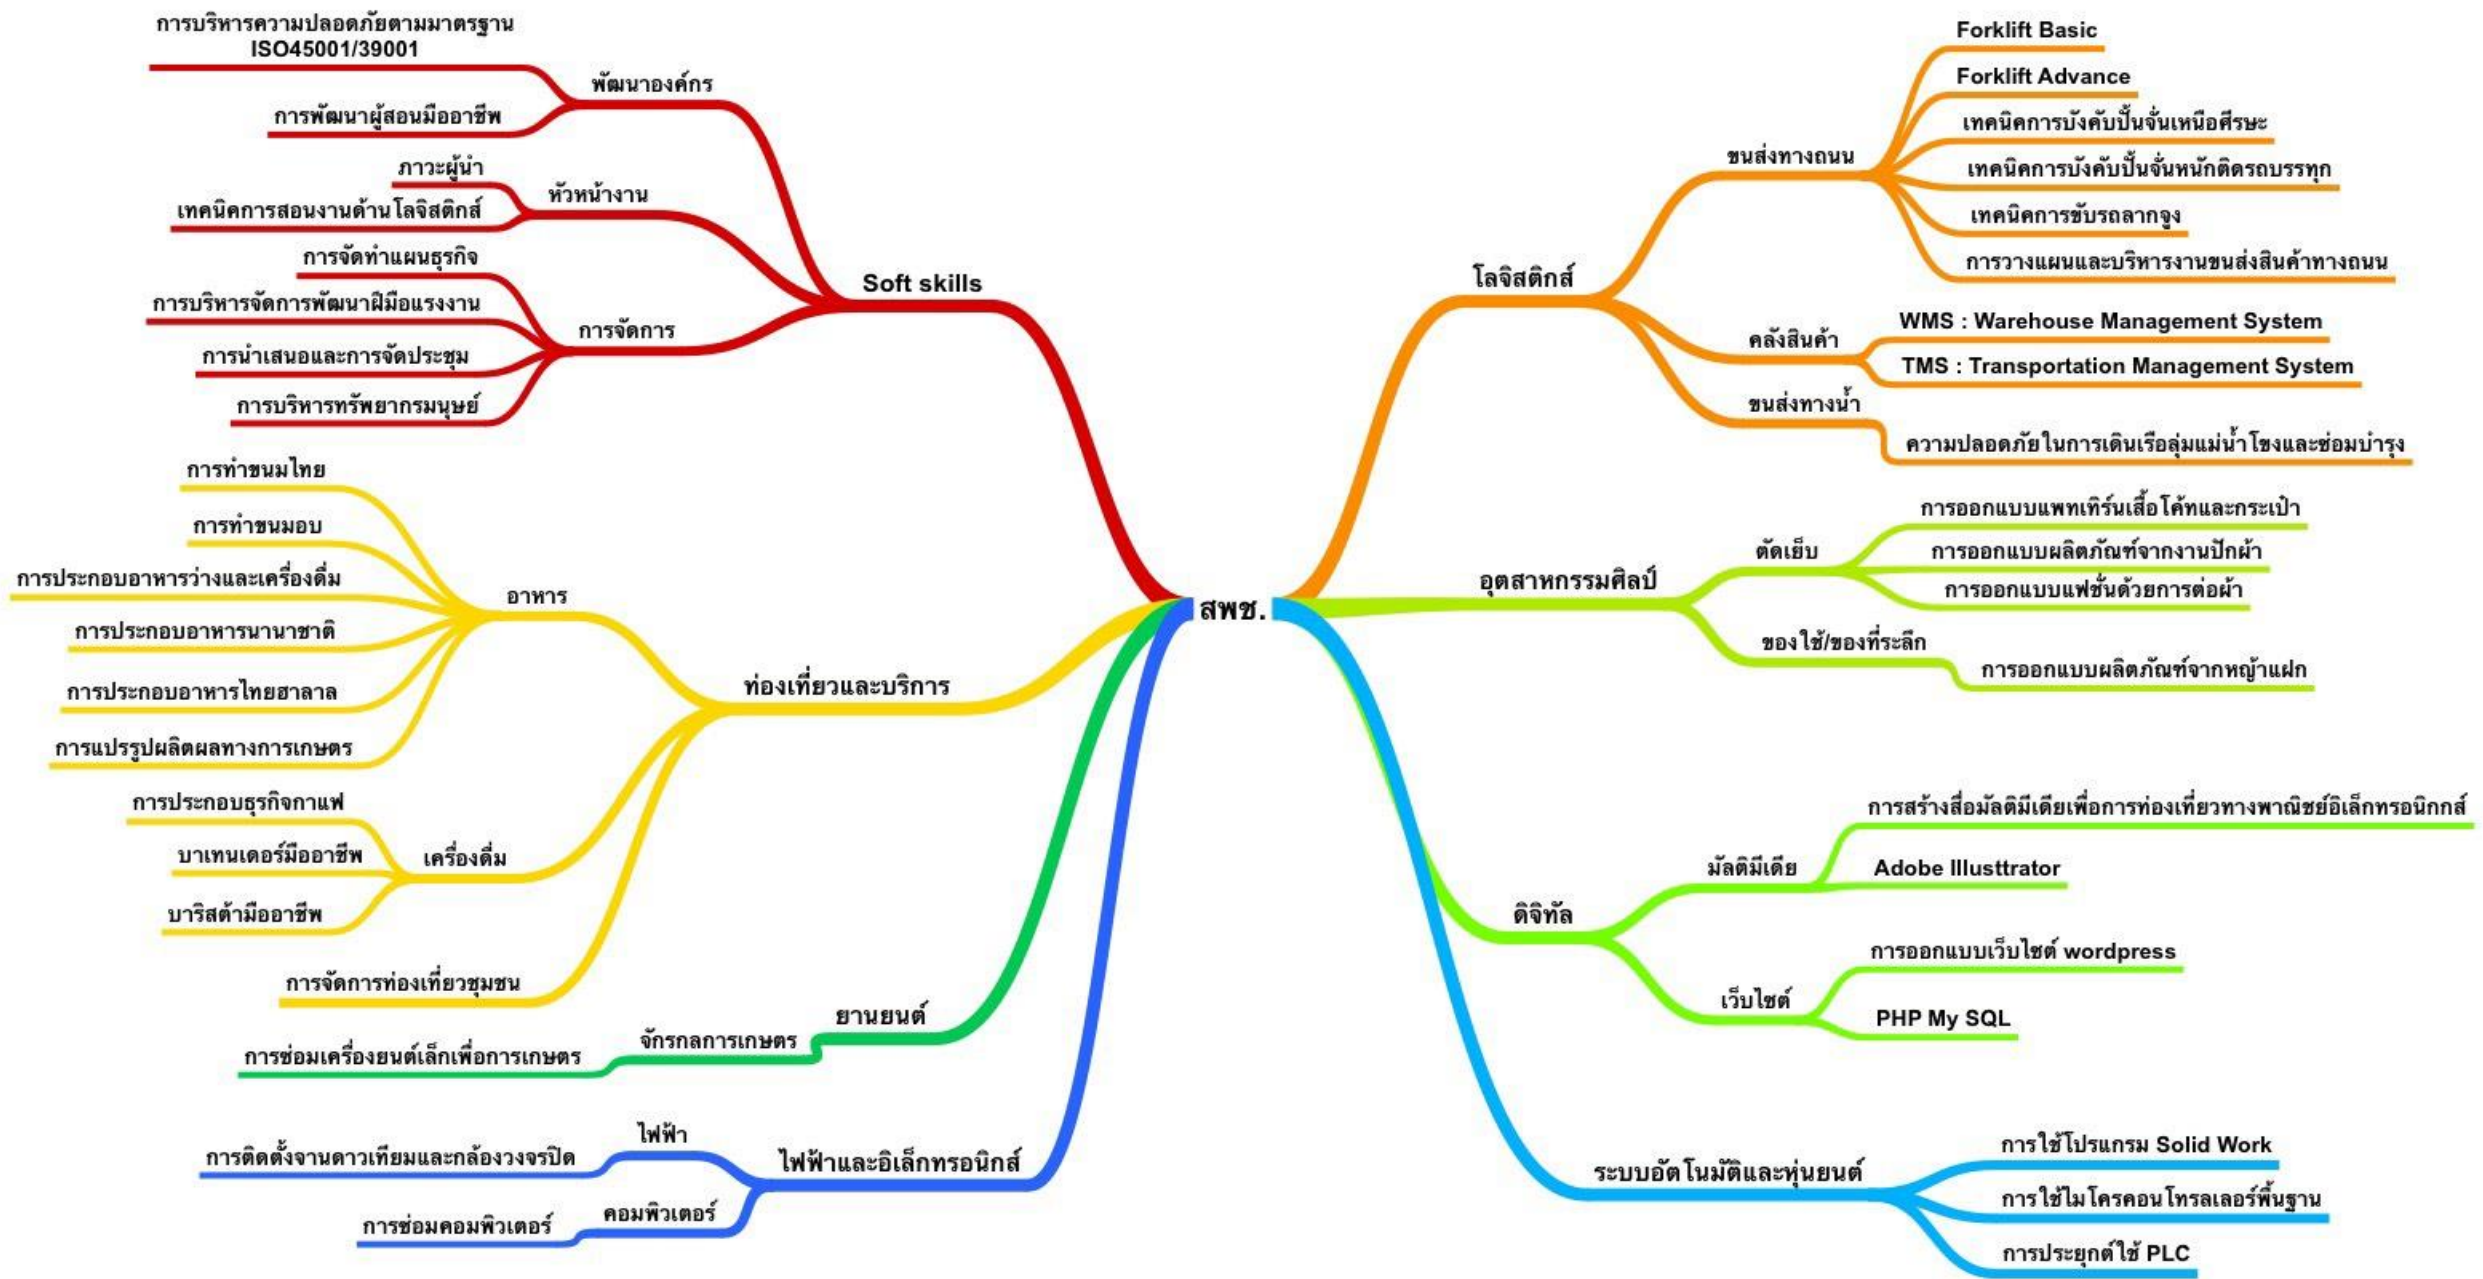 สพช.
Soft skills
พัฒนาองค์กร
การบริหารความปลอดภัยตามมาตรฐาน
ISO45001/39001
การพัฒนาผู้สอนมืออาชีพ
หัวหน้างาน
ภาวะผู้นำ
เทคนิคการสอนงานด้านโลจิสติกส์
การจัดการ
การจัดทำแผนธุรกิจ
การบริหารจัดการพัฒนาฝีมือแรงงาน
การนำเสนอและการจัดประชุม
การบริหารทรัพยากรมนุษย์
ท่องเที่ยวและบริการ
อาหาร
การทำขนมไทย
การทำขนมอบ
การประกอบอาหารว่างและเครื่องดื่ม
การประกอบอาหารนานาชาติ
การประกอบอาหารไทยฮาลาล
การแปรรูปผลิตผลทางการเกษตร
เครื่องดื่ม
การประกอบธุรกิจกาแฟ
บาเทนเดอร์มืออาชีพ
บาริสต้ามืออาชีพ
การจัดการท่องเที่ยวชุมชน
ยานยนต์
จักรกลการเกษตร
การซ่อมเครื่องยนต์เล็กเพื่อการเกษตร
ไฟฟ้าและอิเล็กทรอนิกส์
ไฟฟ้า
การติดตั้งจานดาวเทียมและกล้องวงจรปิด
คอมพิวเตอร์
การซ่อมคอมพิวเตอร์
โลจิสติกส์
ขนส่งทางถนน
Forklift Basic
Forklift Advance
เทคนิคการบังคับปั้นจั่นเหนือศีรษะ
เทคนิคการบังคับปั้นจั่นหนักติดรถบรรทุก
เทคนิคการขับรถลากจูง
การวางแผนและบริหารงานขนส่งสินค้าทางถนน
คลังสินค้า
WMS : Warehouse Management System
TMS : Transportation Management System
ขนส่งทางน้ำ
ความปลอดภัยในการเดินเรือลุ่มแม่น้ำโขงและซ่อมบำรุง
อุตสาหกรรมศิลป์
ตัดเย็บ
การออกแบบแพทเทิร์นเสื้อโค้ทและกระเป๋า
การออกแบบผลิตภัณฑ์จากงานปักผ้า
การออกแบบแฟชั่นด้วยการต่อผ้า
ของใช้/ของที่ระลึก
การออกแบบผลิตภัณฑ์จากหญ้าแฝก
ดิจิทัล
มัลติมีเดีย
การสร้างสื่อมัลติมีเดียเพื่อการท่องเที่ยวทางพาณิชย์อิเล็กทรอนิกกส์
Adobe Illusttrator
เว็บไซต์
การออกแบบเว็บไซต์ wordpress
PHP My SQL
ระบบอัตโนมัติและหุ่นยนต์
การใช้โปรแกรม Solid Work
การใช้ไมโครคอนโทรลเลอร์พื้นฐาน
การประยุกต์ใช้ PLC